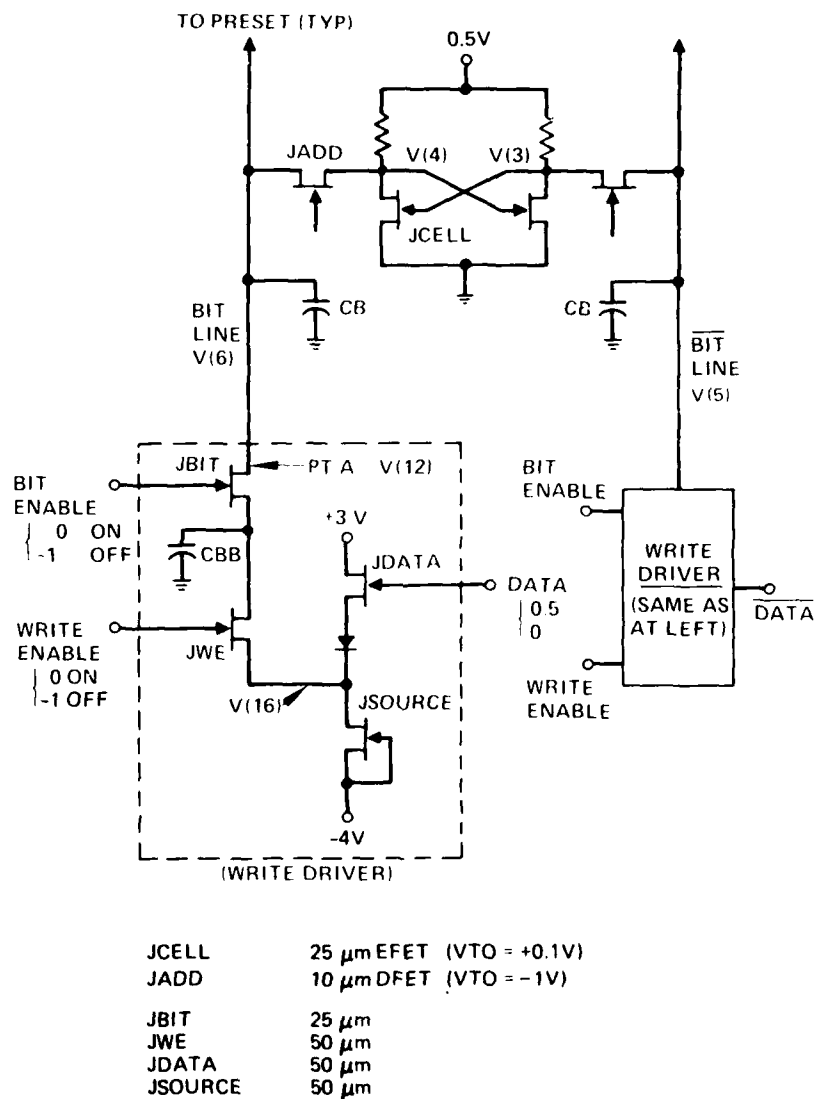 TO PRESET (TYP)
0.5V
JADD
V(4)
V(3)
JCELL
CB
CB
BIT
LINE
V(6)
BIT
LINE
V(5)
JBIT
PT A V(12)
BIT
ENABLE
0 ON
-1 OFF
CBB
+3 V
JDATA
DATA
0.5
0
BIT
ENABLE
WRITE
DRIVER
(SAME AS
AT LEFT)
DATA
WRITE
ENABLE
0 ON
-1 OFF
JWE
V(16)
JSOURCE
WRITE
ENABLE
-4V
(WRITE DRIVER)
JCELL 25 μm EFET (VTO = +0.1V)
JADD 10 μm DFET (VTO = -1V)
JBIT 25 μm
JWE 50 μm
JDATA 50 μm
JSOURCE 50 μm